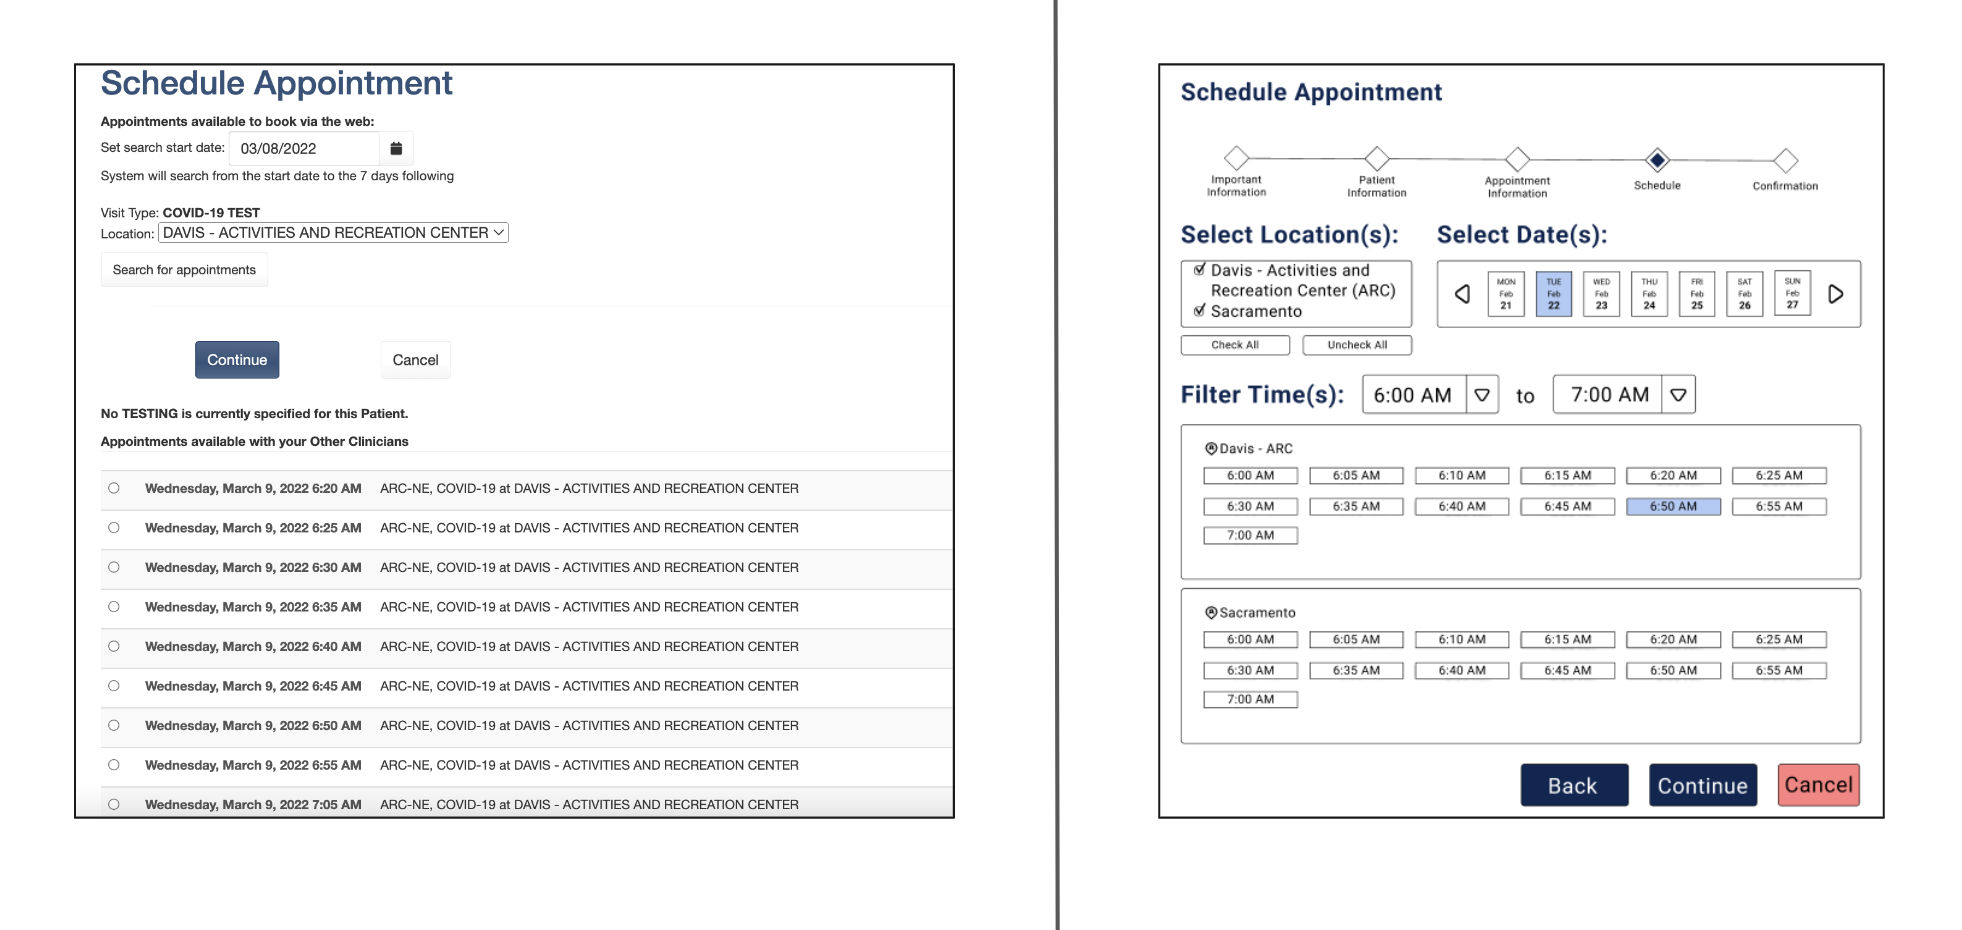 Schedule Appointment
Appointments available to book via the web:
Set search start date: 03/08/2022
System will search from the start date to the 7 days following
Visit Type: COVID-19 TEST
Location: DAVIS - ACTIVITIES AND RECREATION CENTER
Search for appointments
Continue Cancel
No TESTING is currently specified for this Patient.
Appointments available with your Other Clinicians
Wednesday, March 9, 2022 6:20 AM ARC-NE, COVID-19 at DAVIS - ACTIVITIES AND RECREATION CENTER
Wednesday, March 9, 2022 6:25 AM ARC-NE, COVID-19 at DAVIS - ACTIVITIES AND RECREATION CENTER
Wednesday, March 9, 2022 6:30 AM ARC-NE, COVID-19 at DAVIS - ACTIVITIES AND RECREATION CENTER
Wednesday, March 9, 2022 6:35 AM ARC-NE, COVID-19 at DAVIS - ACTIVITIES AND RECREATION CENTER
Wednesday, March 9, 2022 6:40 AM ARC-NE, COVID-19 at DAVIS - ACTIVITIES AND RECREATION CENTER
Wednesday, March 9, 2022 6:45 AM ARC-NE, COVID-19 at DAVIS - ACTIVITIES AND RECREATION CENTER
Wednesday, March 9, 2022 6:50 AM ARC-NE, COVID-19 at DAVIS - ACTIVITIES AND RECREATION CENTER
Wednesday, March 9, 2022 6:55 AM ARC-NE, COVID-19 at DAVIS - ACTIVITIES AND RECREATION CENTER
Wednesday, March 9, 2022 7:05 AM ARC-NE, COVID-19 at DAVIS - ACTIVITIES AND RECREATION CENTER
Schedule Appointment
Important Information
Patient Information
Appointment Information
Schedule
Confirmation
Select Location(s):
Davis - Activities and
Recreation Center (ARC)
Sacramento
Check All Uncheck All
Select Date(s):
MON Feb 21
TUE Feb 22
WED Feb 23
THU Feb 24
FRI Feb 25
SAT Feb 26
SUN Feb 27
Filter Time(s): 6:00 AM to 7:00 AM
Davis - ARC
6:00 AM 6:05 AM 6:10 AM 6:15 AM 6:20 AM 6:25 AM
6:30 AM 6:35 AM 6:40 AM 6:45 AM 6:50 AM 6:55 AM
7:00 AM
Sacramento
6:00 AM 6:05 AM 6:10 AM 6:15 AM 6:20 AM 6:25 AM
6:30 AM 6:35 AM 6:40 AM 6:45 AM 6:50 AM 6:55 AM
7:00 AM
Back Continue Cancel